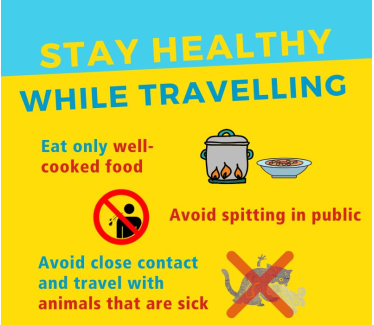 STAY HEALTHY
WHILE TRAVELLING
Eat only well-
cooked food
Avoid spitting in public
Avoid close contact
and travel with
animals that are sick